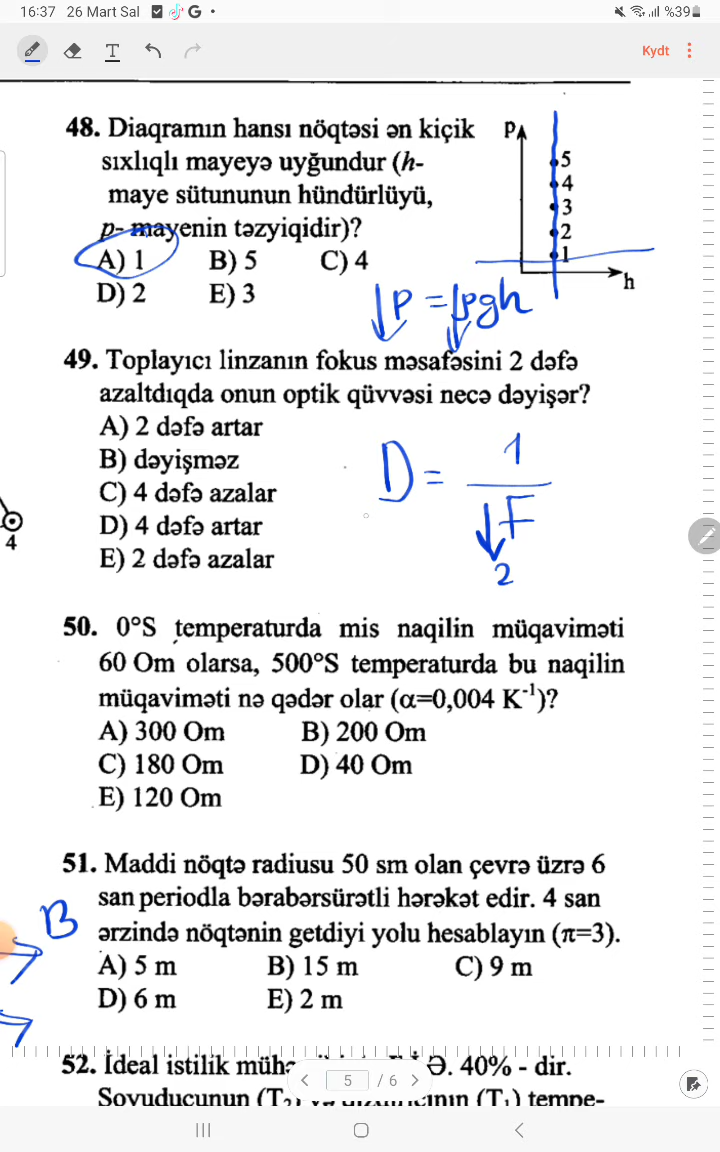 16:37 26 Mart Sal G • %39
T Kydt
48. Diaqramın hansı nöqtəsi ən kiçik
sıxlıqlı mayeyə uyğundur (h-
maye sütununun hündürlüyü,
p- mayenin təzyiqidir)?
A) 1 B) 5 C) 4
D) 2 E) 3
P
5
4
3
2
1
h
↓P = ↓ρgh
49. Toplayıcı linzanın fokus məsafəsini 2 dəfə
azaltdıqda onun optik qüvvəsi necə dəyişər?
A) 2 dəfə artar
B) dəyişməz
C) 4 dəfə azalar
D) 4 dəfə artar
E) 2 dəfə azalar
D = 1
↓F
2
4
50. 0°S temperaturda mis naqilin müqaviməti
60 Om olarsa, 500°S temperaturda bu naqilin
müqaviməti nə qədər olar (α=0,004 K⁻¹)?
A) 300 Om B) 200 Om
C) 180 Om D) 40 Om
E) 120 Om
51. Maddi nöqtə radiusu 50 sm olan çevrə üzrə 6
san periodla bərabərsürətli hərəkət edir. 4 san
ərzində nöqtənin getdiyi yolu hesablayın (π=3).
A) 5 m B) 15 m C) 9 m
D) 6 m E) 2 m
B
52. İdeal istilik Ə. 40% - dir.
Soyuducunun (T₂) (T₁) tempe-
< 5 / 6 >